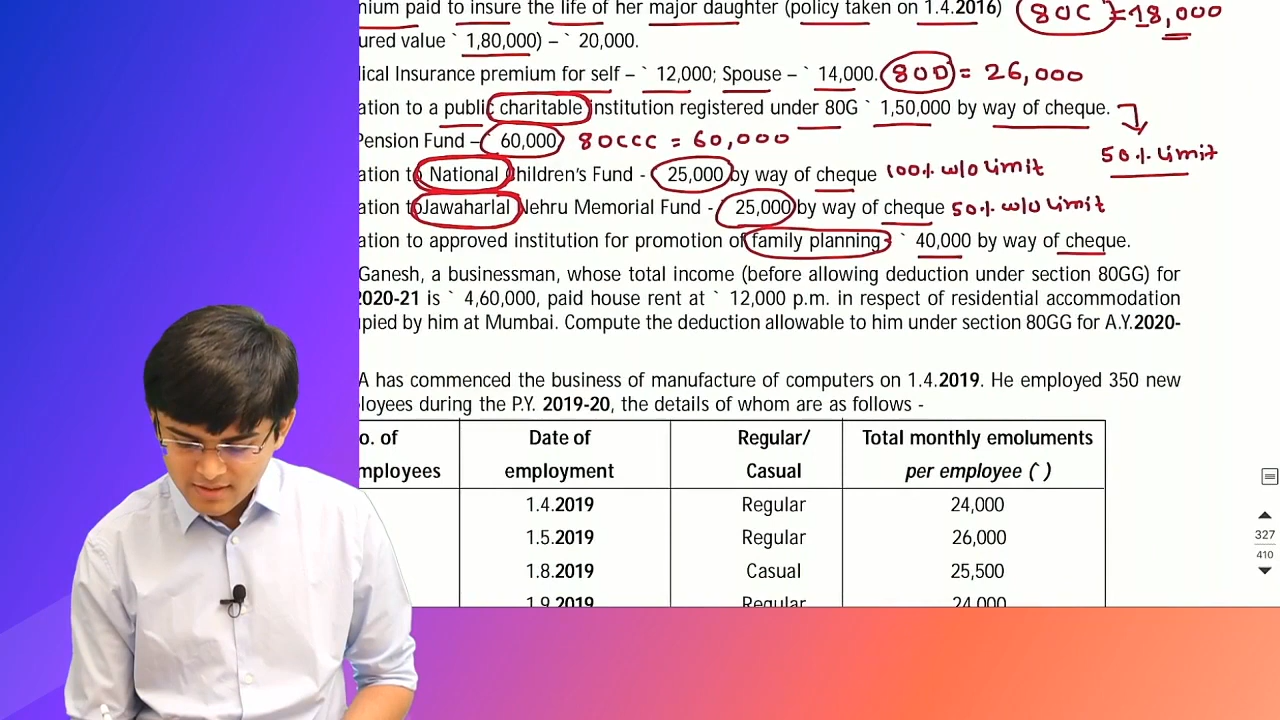 nium paid to insure the life of her major daughter (policy taken on 1.4.2016) 80C = 18,000
ured value ` 1,80,000) – ` 20,000.
lical Insurance premium for self – ` 12,000; Spouse – ` 14,000. 80D = 26,000
ation to a public charitable institution registered under 80G ` 1,50,000 by way of cheque.
50% limit
Pension Fund – 60,000 80CCC = 60,000
ation to National Children's Fund - 25,000 by way of cheque 100% w/o limit
ation to Jawaharlal Nehru Memorial Fund - 25,000 by way of cheque 50% w/o limit
ation to approved institution for promotion of family planning - ` 40,000 by way of cheque.
Ganesh, a businessman, whose total income (before allowing deduction under section 80GG) for
2020-21 is ` 4,60,000, paid house rent at ` 12,000 p.m. in respect of residential accommodation
pied by him at Mumbai. Compute the deduction allowable to him under section 80GG for A.Y.2020-
A has commenced the business of manufacture of computers on 1.4.2019. He employed 350 new
loyees during the P.Y. 2019-20, the details of whom are as follows -
o. of Date of Regular/ Total monthly emoluments
mployees employment Casual per employee (`)
1.4.2019 Regular 24,000
1.5.2019 Regular 26,000
1.8.2019 Casual 25,500
1.9.2019 Regular 24,000
327
410